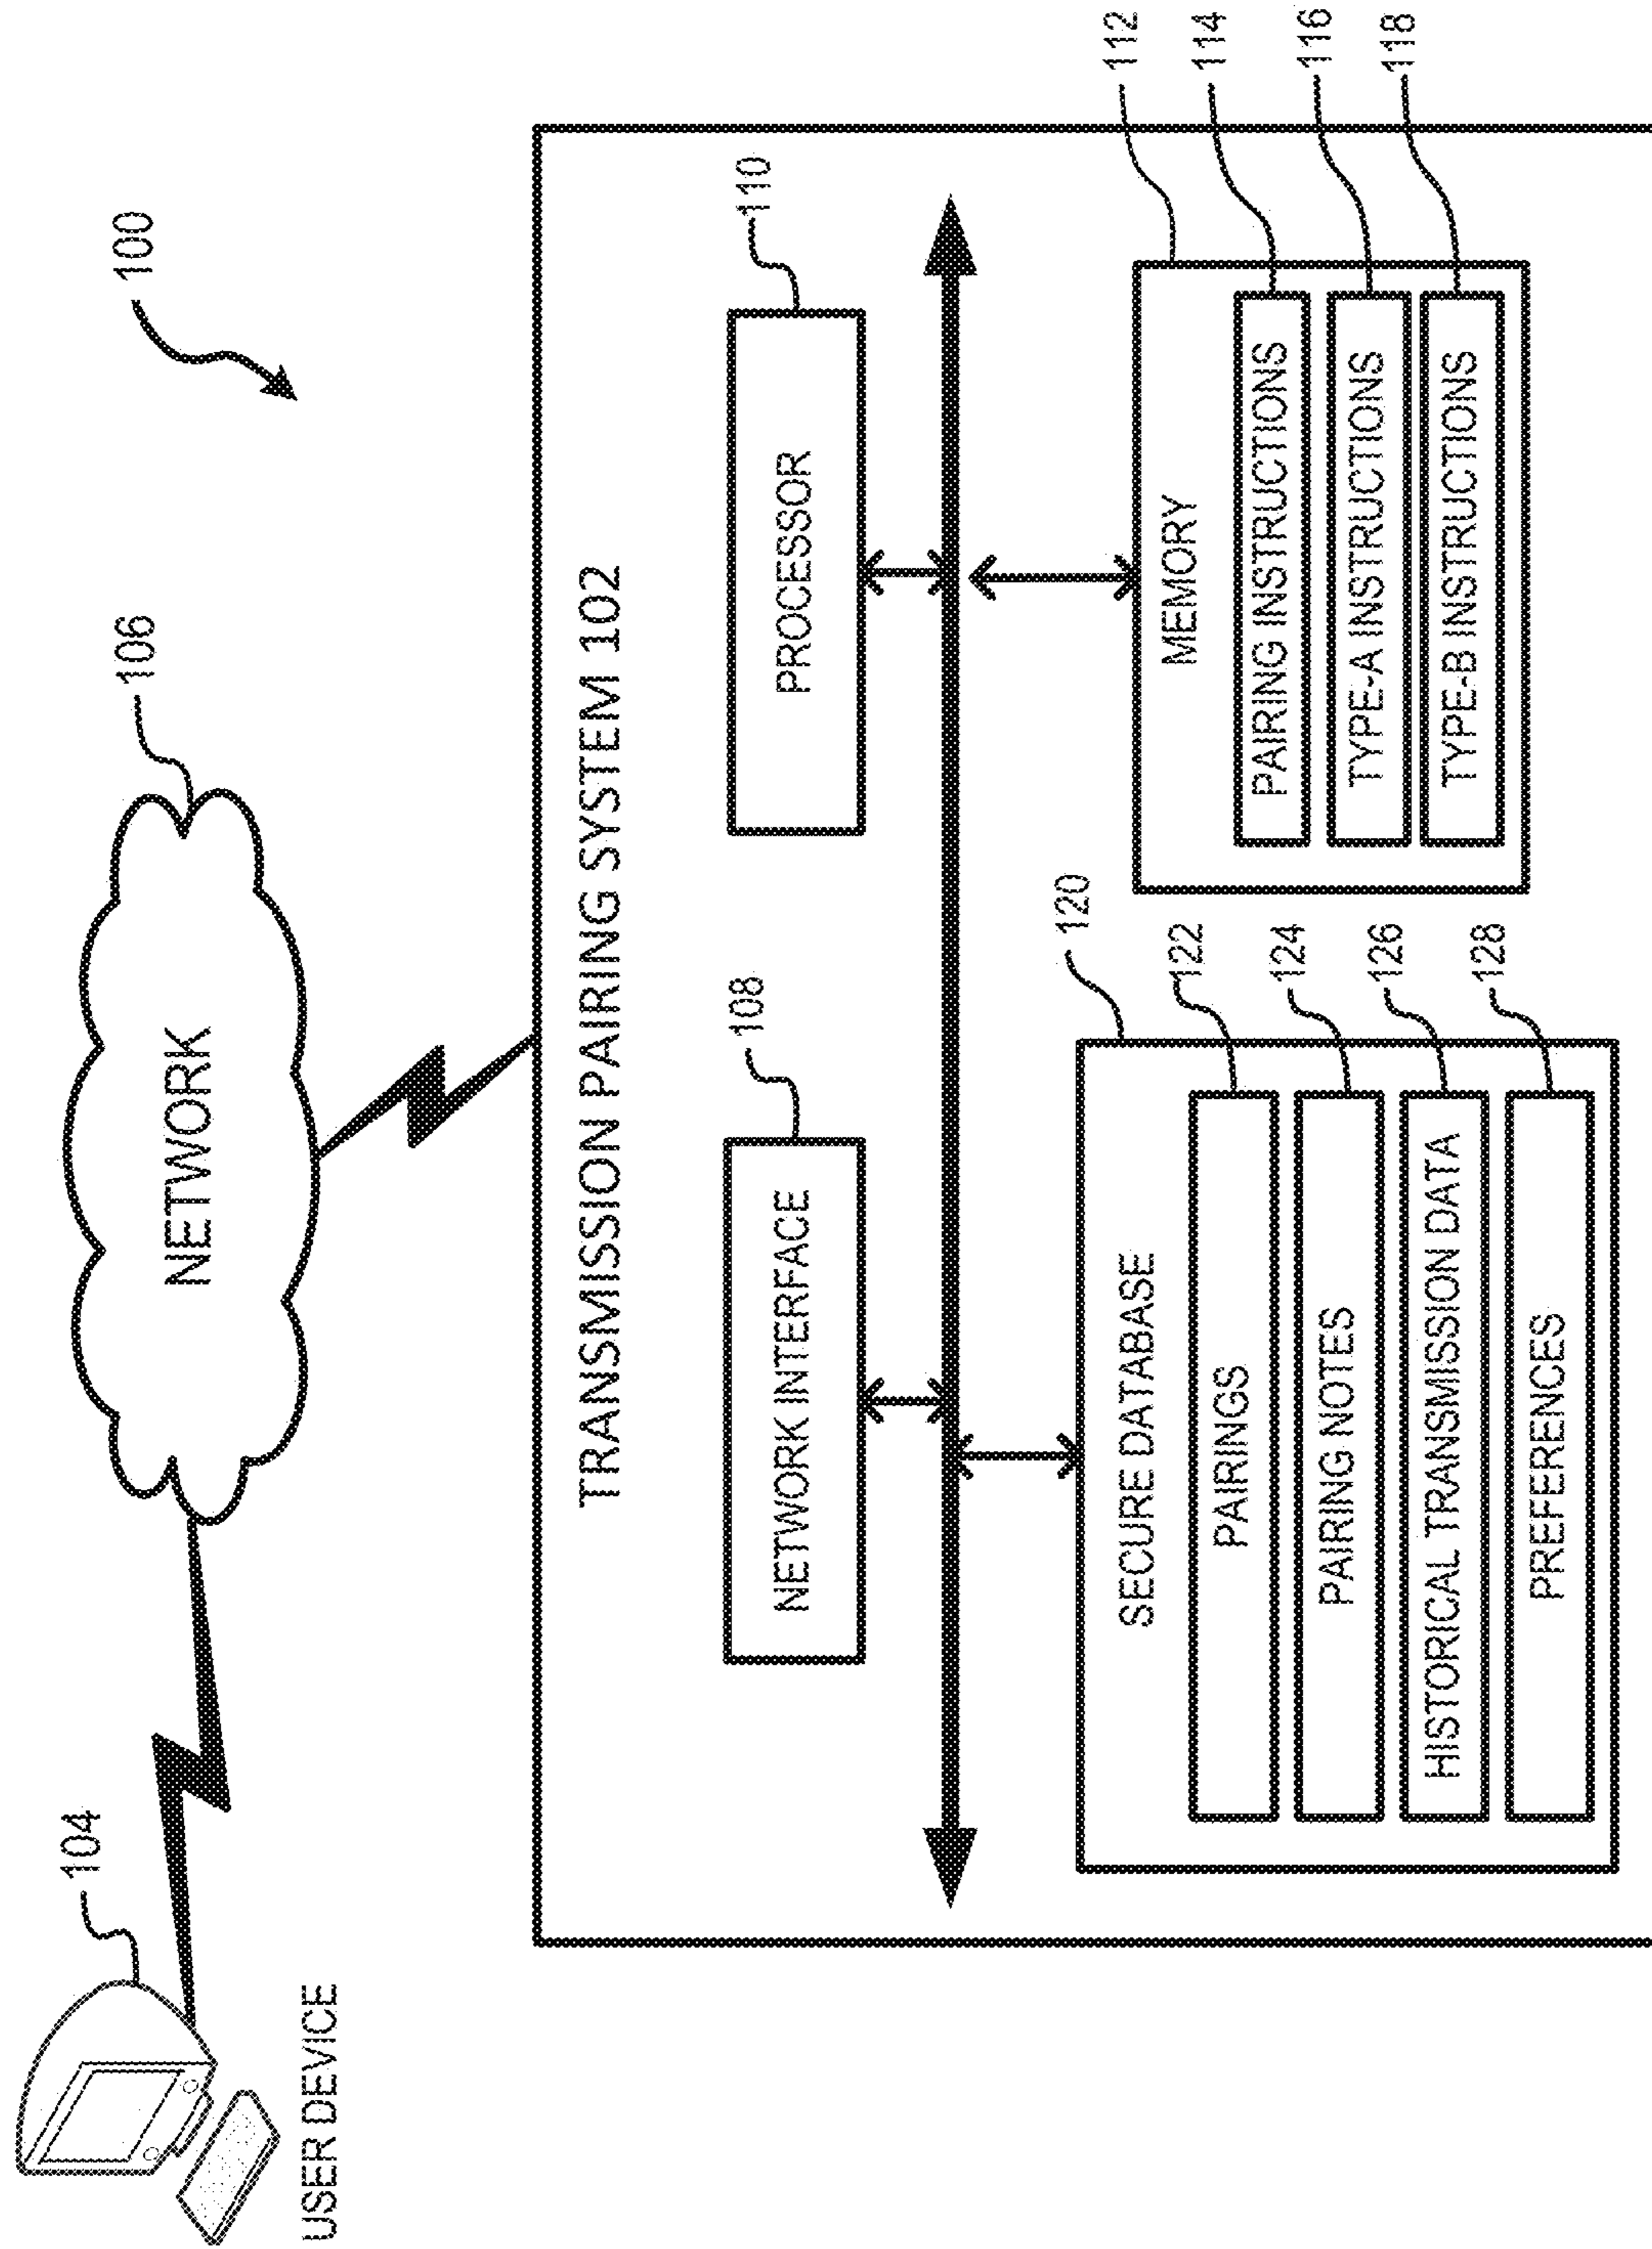 100
104
USER DEVICE
106
NETWORK
TRANSMISSION PAIRING SYSTEM 102
108
NETWORK INTERFACE
110
PROCESSOR
120
SECURE DATABASE
122
PAIRINGS
124
PAIRING NOTES
126
HISTORICAL TRANSMISSION DATA
128
PREFERENCES
112
MEMORY
114
PAIRING INSTRUCTIONS
116
TYPE-A INSTRUCTIONS
118
TYPE-B INSTRUCTIONS